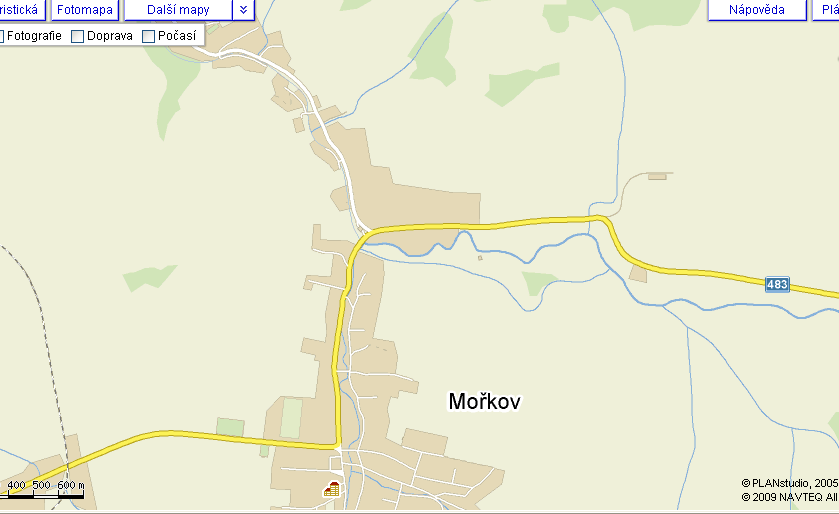 ristická Fotomapa Další mapy Nápověda Plá
Fotografie Doprava Počasí
483
Mořkov
400 500 600 m
© PLANstudio, 2005
© 2009 NAVTEQ All